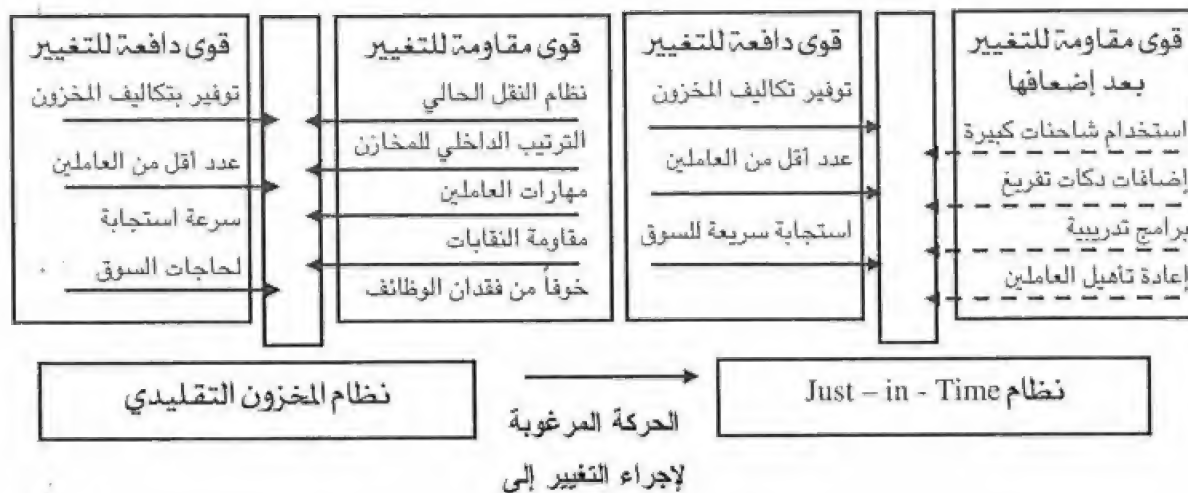 قوى دافعة للتغيير
توفير بتكاليف المخزون
عدد أقل من العاملين
سرعة استجابة
لحاجات السوق
قوى مقاومة للتغيير
نظام النقل الحالي
الترتيب الداخلي للمخازن
مهارات العاملين
مقاومة النقابات
خوفاً من فقدان الوظائف
قوى دافعة للتغيير
توفير تكاليف المخزون
عدد أقل من العاملين
استجابة سريعة للسوق
قوى مقاومة للتغيير
بعد إضعافها
استخدام شاحنات كبيرة
إضافات دكات تفريغ
برامج تدريبية
إعادة تأهيل العاملين
نظام المخزون التقليدي
الحركة المرغوبة
لإجراء التغيير إلى
نظام Just – in - Time